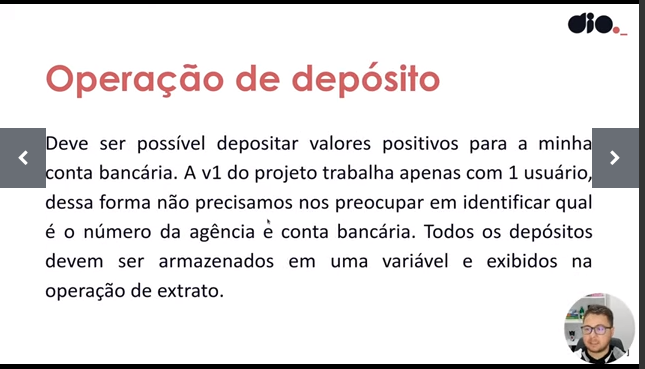 dio._
Operação de depósito
Deve ser possível depositar valores positivos para a minha
conta bancária. A v1 do projeto trabalha apenas com 1 usuário,
dessa forma não precisamos nos preocupar em identificar qual
é o número da agência e conta bancária. Todos os depósitos
devem ser armazenados em uma variável e exibidos na
operação de extrato.